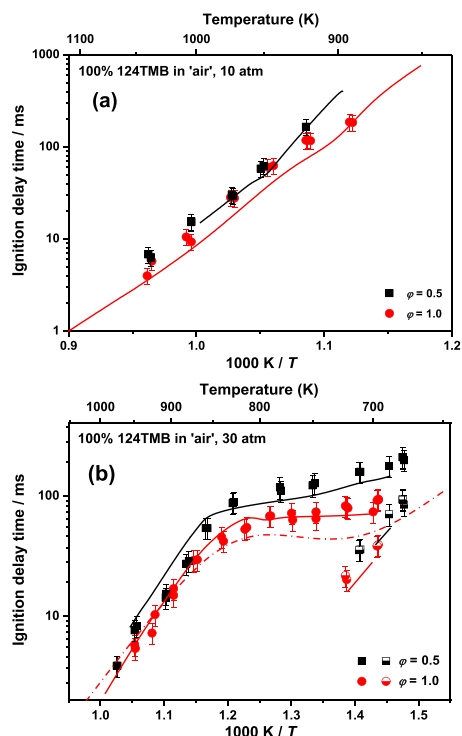 Temperature (K)
1100 1000 900
1000
100
10
1
Ignition delay time / ms
100% 124TMB in 'air', 10 atm
(a)
φ = 0.5
φ = 1.0
0.9 1.0 1.1 1.2
1000 K / T
Temperature (K)
1000 900 800 700
100
10
Ignition delay time / ms
100% 124TMB in 'air', 30 atm
(b)
φ = 0.5
φ = 1.0
1.0 1.1 1.2 1.3 1.4 1.5
1000 K / T